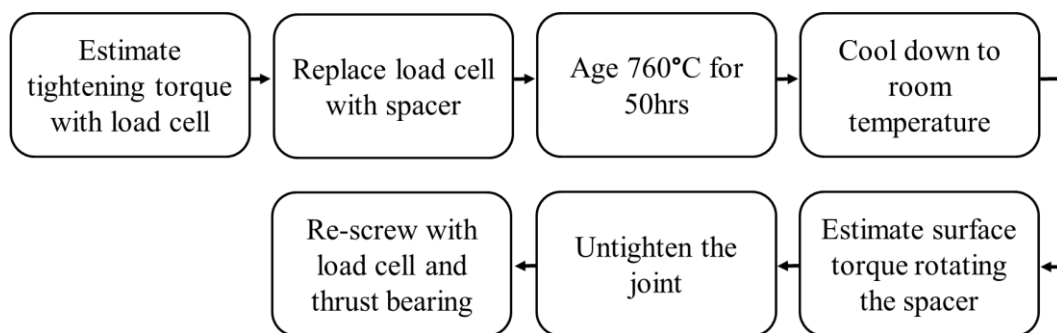 Estimate
tightening torque
with load cell
Replace load cell
with spacer
Age 760°C for
50hrs
Cool down to
room
temperature
Estimate surface
torque rotating
the spacer
Untighten the
joint
Re-screw with
load cell and
thrust bearing